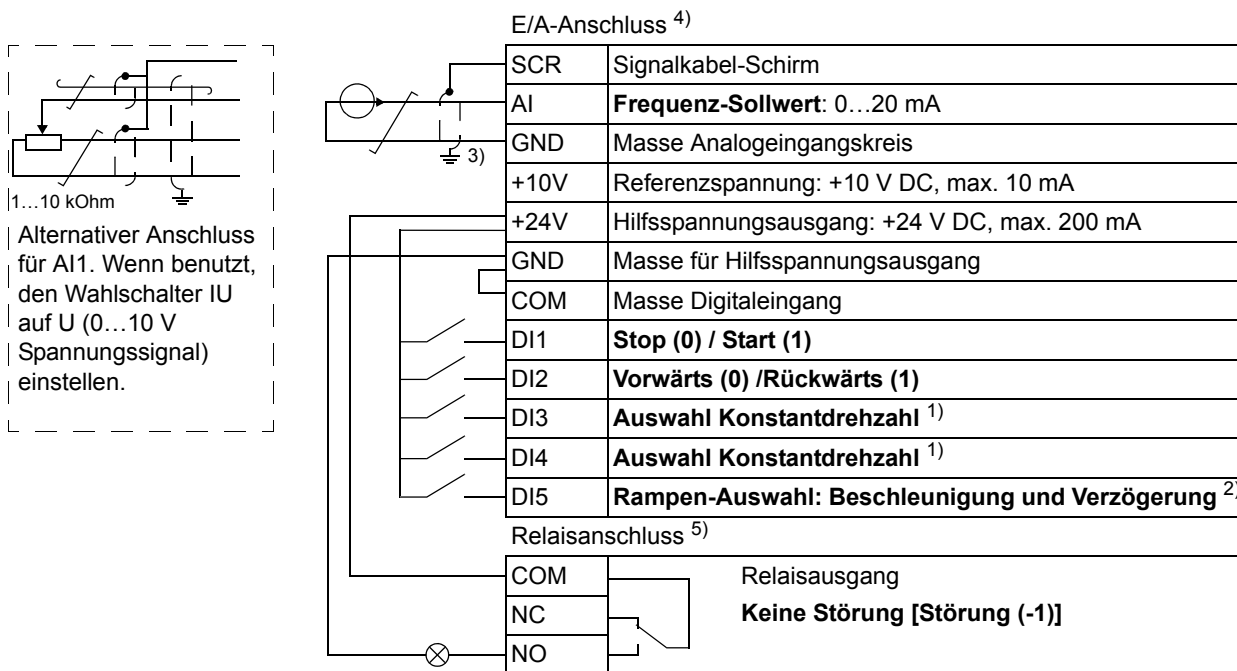 E/A-Anschluss 4)
SCR Signalkabel-Schirm
AI Frequenz-Sollwert: 0…20 mA
GND Masse Analogeingangskreis
3)
+10V Referenzspannung: +10 V DC, max. 10 mA
+24V Hilfsspannungsausgang: +24 V DC, max. 200 mA
GND Masse für Hilfsspannungsausgang
COM Masse Digitaleingang
DI1 Stop (0) / Start (1)
DI2 Vorwärts (0) /Rückwärts (1)
DI3 Auswahl Konstantdrehzahl 1)
DI4 Auswahl Konstantdrehzahl 1)
DI5 Rampen-Auswahl: Beschleunigung und Verzögerung 2)
1…10 kOhm
Alternativer Anschluss
für AI1. Wenn benutzt,
den Wahlschalter IU
auf U (0…10 V
Spannungssignal)
einstellen.
Relaisanschluss 5)
COM Relaisausgang
NC Keine Störung [Störung (-1)]
NO